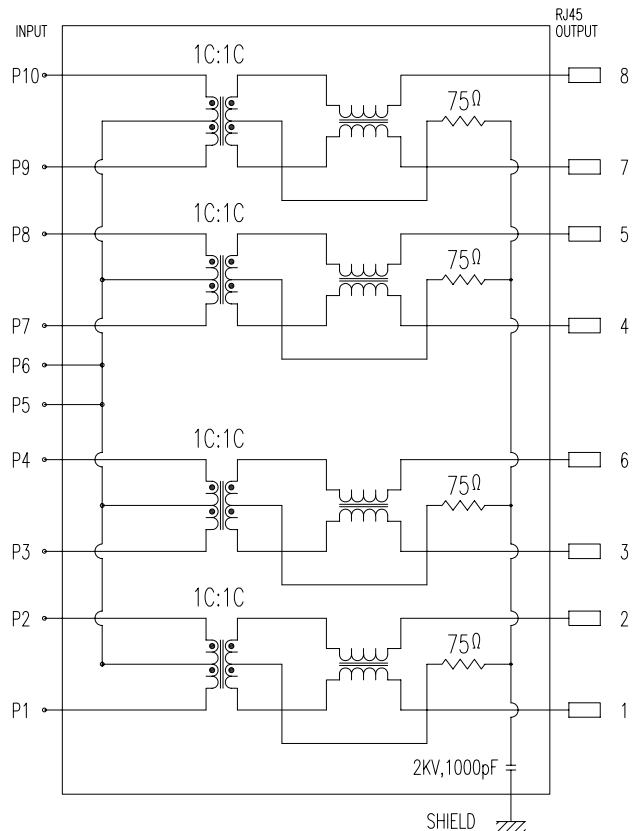 RJ45
INPUT OUTPUT
1C:1C
P10 8
75Ω
P9 7
1C:1C
P8 5
75Ω
P7 4
P6
P5
1C:1C
P4 6
75Ω
P3 3
1C:1C
P2 2
75Ω
P1 1
2KV,1000pF
SHIELD